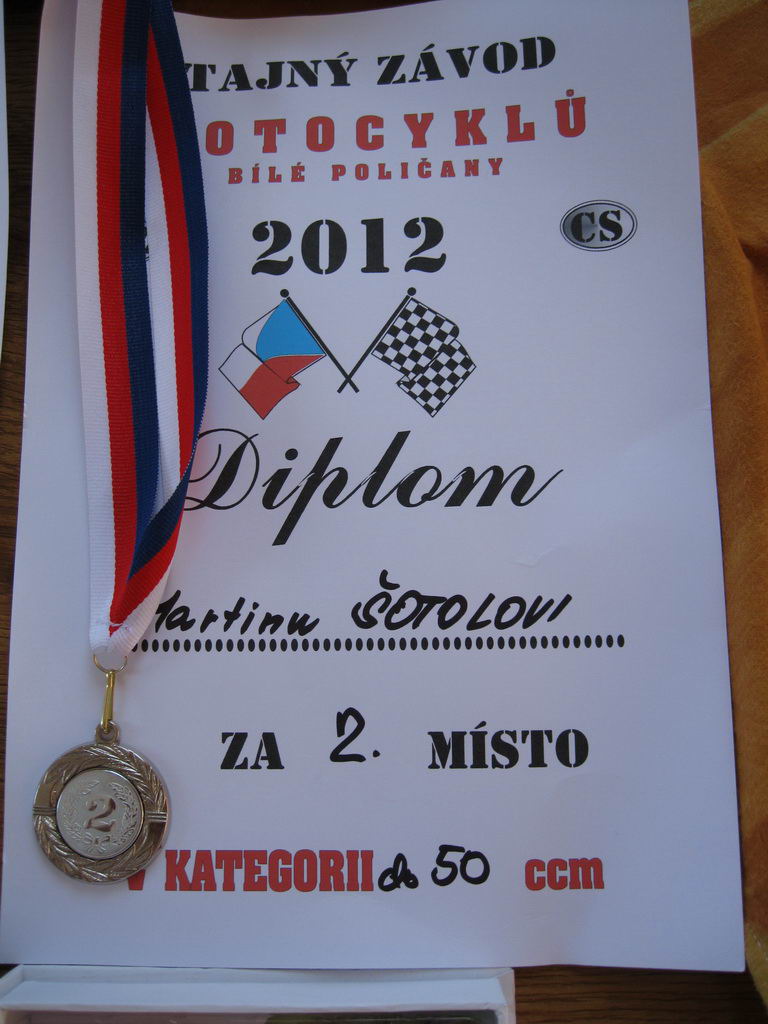 TAJNÝ ZÁVOD
OTOCYKLŮ
BÍLÉ POLIČANY
2012
CS
Diplom
Martinu ŠOTOLOVI
ZA 2. MÍSTO
2
V KATEGORII do 50 ccm